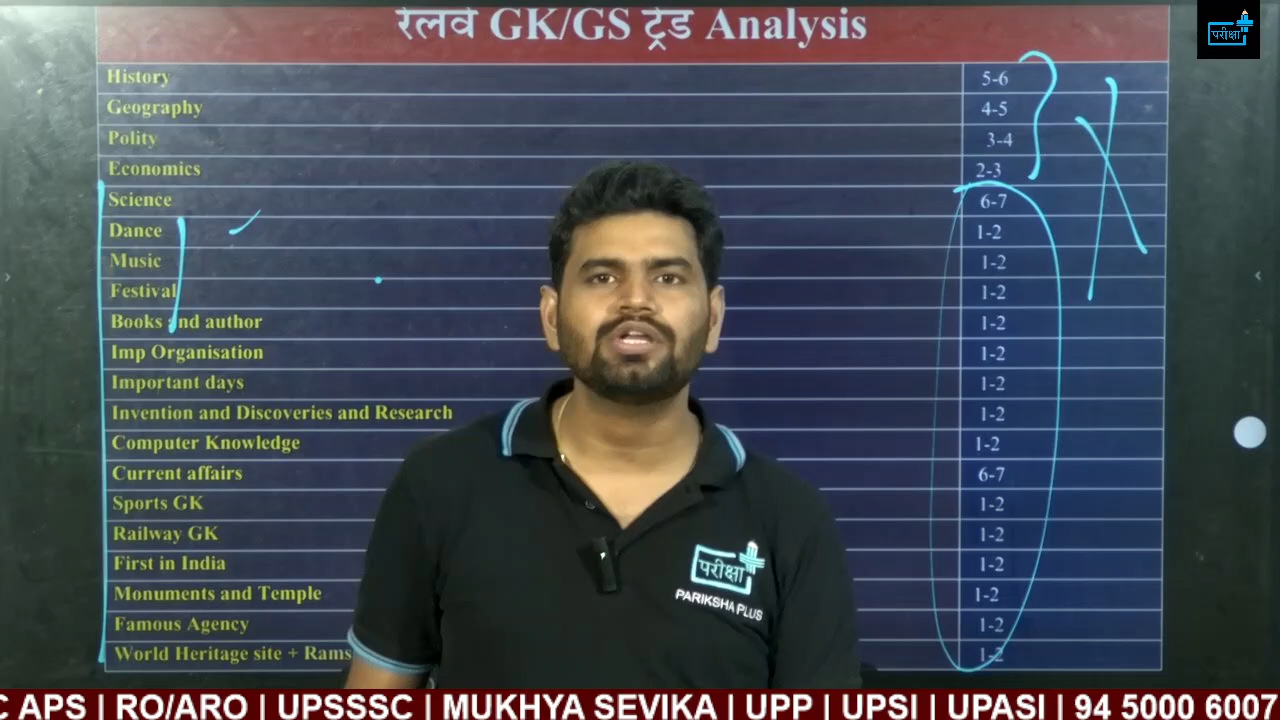 परीक्षा
रेलवे GK/GS ट्रेंड Analysis
History 5-6
Geography 4-5
Polity 3-4
Economics 2-3
Science 6-7
Dance 1-2
Music 1-2
Festival 1-2
Books and author 1-2
Imp Organisation 1-2
Important days 1-2
Invention and Discoveries and Research 1-2
Computer Knowledge 1-2
Current affairs 6-7
Sports GK 1-2
Railway GK 1-2
First in India 1-2
Monuments and Temple 1-2
Famous Agency 1-2
World Heritage site + Rams 1-2
परीक्षा
PARIKSHA PLUS
C APS | RO/ARO | UPSSSC | MUKHYA SEVIKA | UPP | UPSI | UPASI | 94 5000 6007